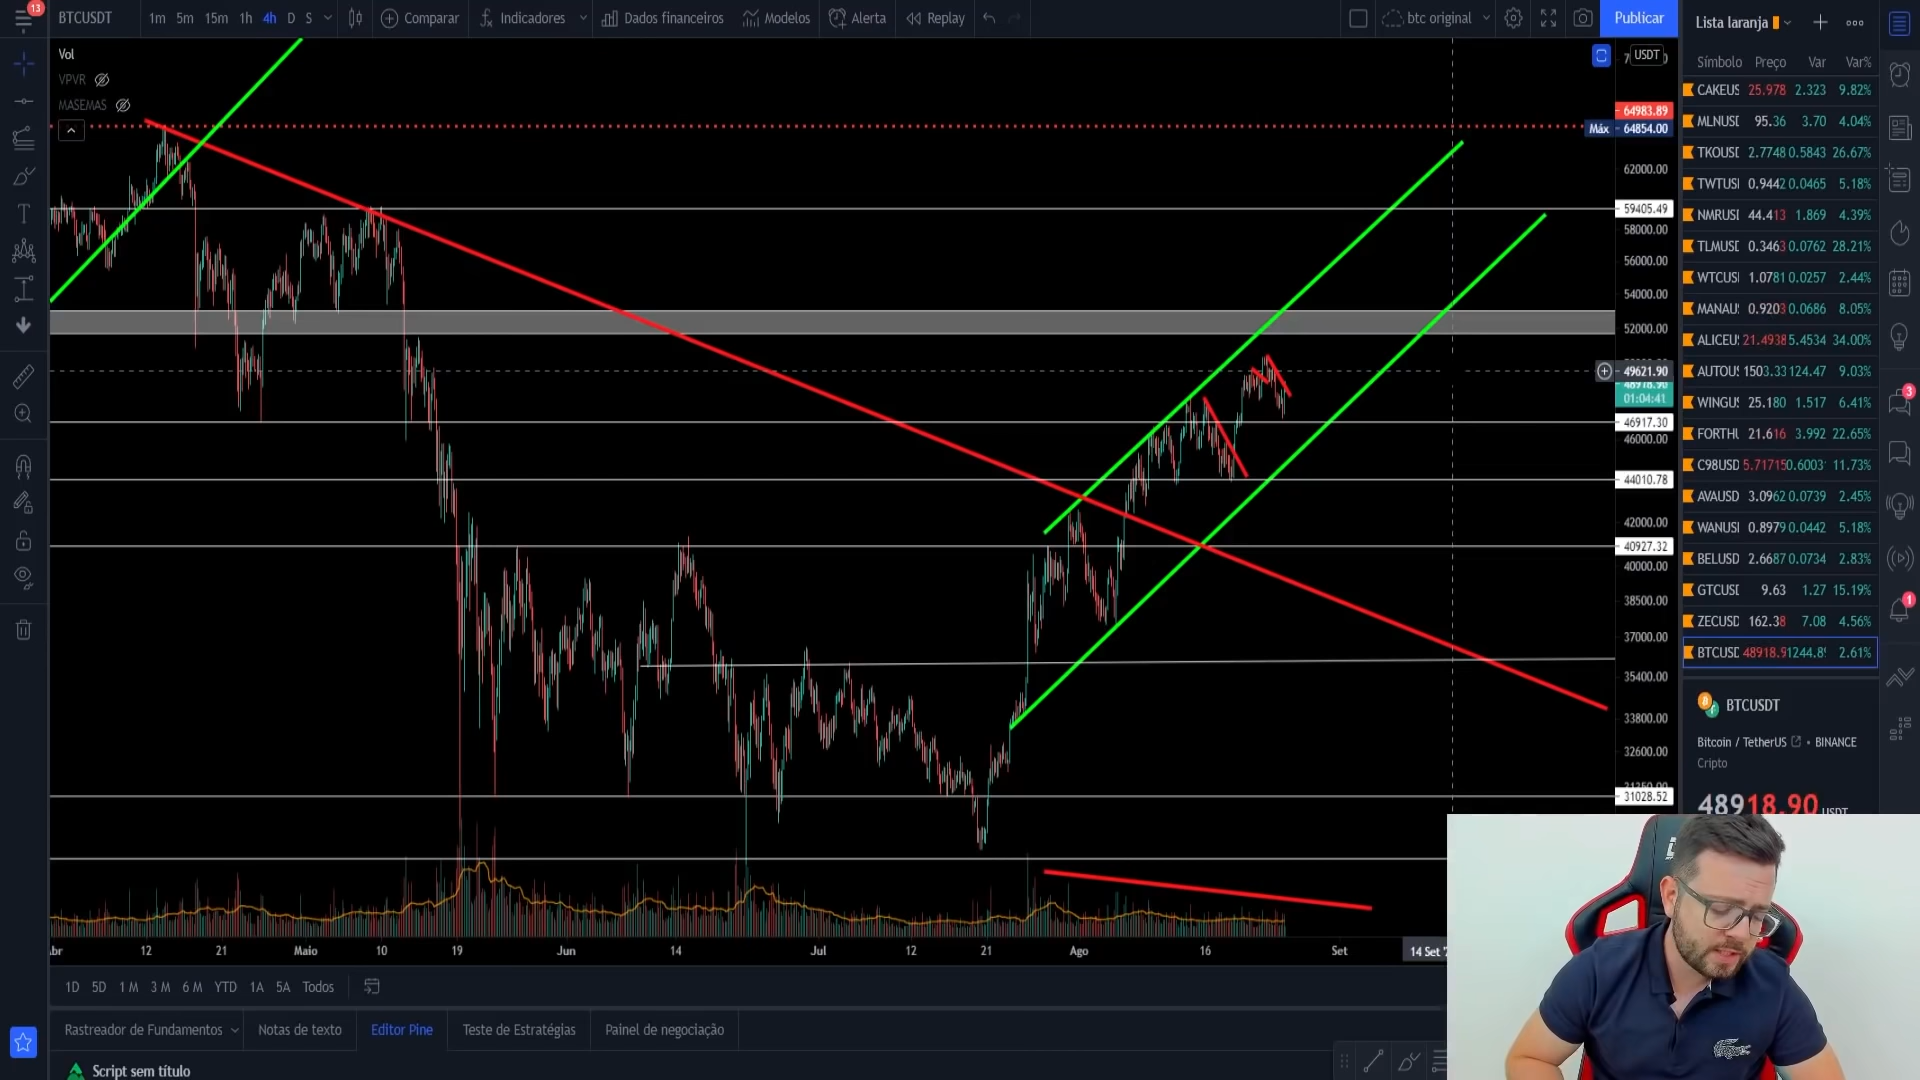 13
BTCUSDT
1m 5m 15m 1h 4h D S
Comparar
Indicadores
Dados financeiros
Modelos
Alerta
Replay
btc original
Publicar
Lista laranja
Vol
VPVR
MASEMAS
USDT
64983.89
Máx 64854.00
62000.00
59405.49
58000.00
56000.00
54000.00
52000.00
49621.90
48918.90
01:04:41
46917.30
46000.00
44010.78
42000.00
40927.32
40000.00
38500.00
37000.00
35400.00
33800.00
32600.00
31028.52
12 21 Maio 10 19 Jun 14 Jul 12 21 Ago 16 Set 14 Set
Símbolo Preço Var Var%
CAKEUS 25.978 2.323 9.82%
MLNUSI 95.36 3.70 4.04%
TKOUSI 2.7748 0.5843 26.67%
TWTUSI 0.9442 0.0465 5.18%
NMRUSI 44.413 1.869 4.39%
TLMUSI 0.3463 0.0762 28.21%
WTCUSI 1.0781 0.0257 2.44%
MANAU 0.9203 0.0686 8.05%
ALICEU 21.4938 5.4534 34.00%
AUTOU 1503.33 124.47 9.03%
WINGU 25.180 1.517 6.41%
FORTHU 21.616 3.992 22.65%
C98USD 5.71715 0.6003 11.73%
AVAUSD 3.0962 0.0739 2.45%
WANUSI 0.8979 0.0442 5.18%
BELUSD 2.6687 0.0734 2.83%
GTCUSD 9.63 1.27 15.19%
ZECUSD 162.38 7.08 4.56%
BTCUSD 48918.9 1244.8 2.61%
3
1
BTCUSDT
Bitcoin / TetherUS • BINANCE
Cripto
48918.90 USDT
1D 5D 1 M 3 M 6 M YTD 1A 5A Todos
Rastreador de Fundamentos
Notas de texto
Editor Pine
Teste de Estratégias
Painel de negociação
Script sem título